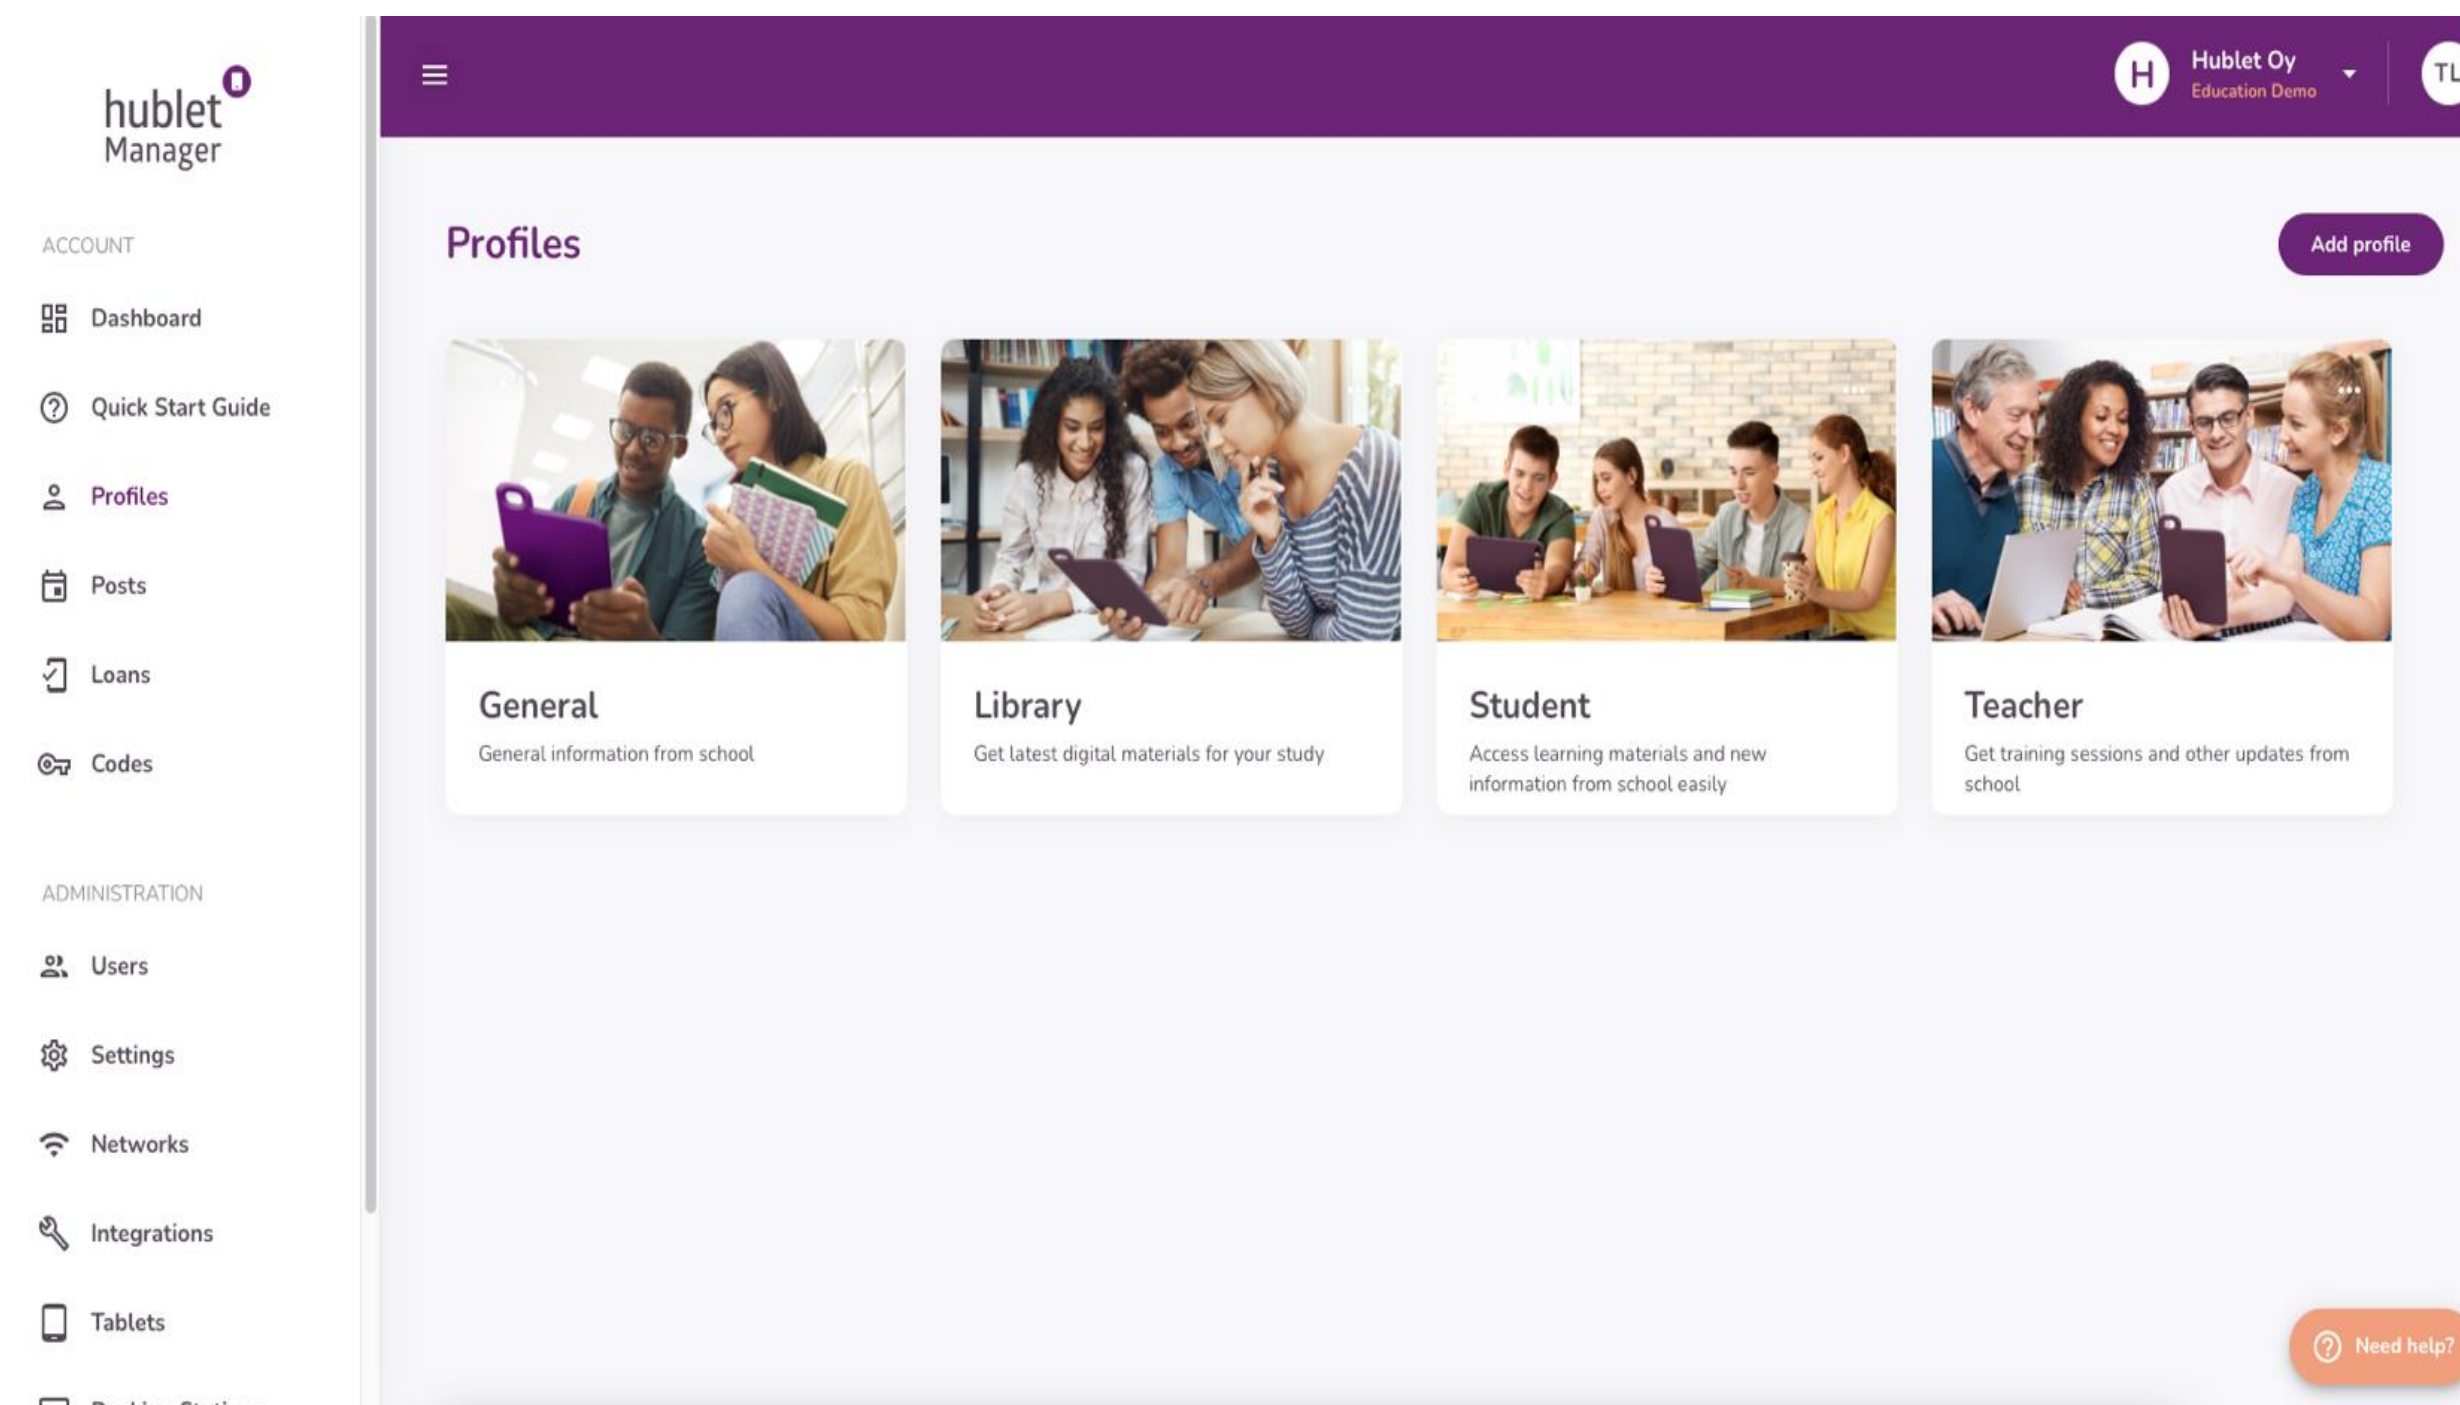 hublet
Manager
ACCOUNT
Dashboard
Quick Start Guide
Profiles
Posts
Loans
Codes
ADMINISTRATION
Users
Settings
Networks
Integrations
Tablets
H
Hublet Oy
Education Demo
TL
Profiles
Add profile
General
General information from school
Library
Get latest digital materials for your study
Student
Access learning materials and new
information from school easily
Teacher
Get training sessions and other updates from
school
Need help?